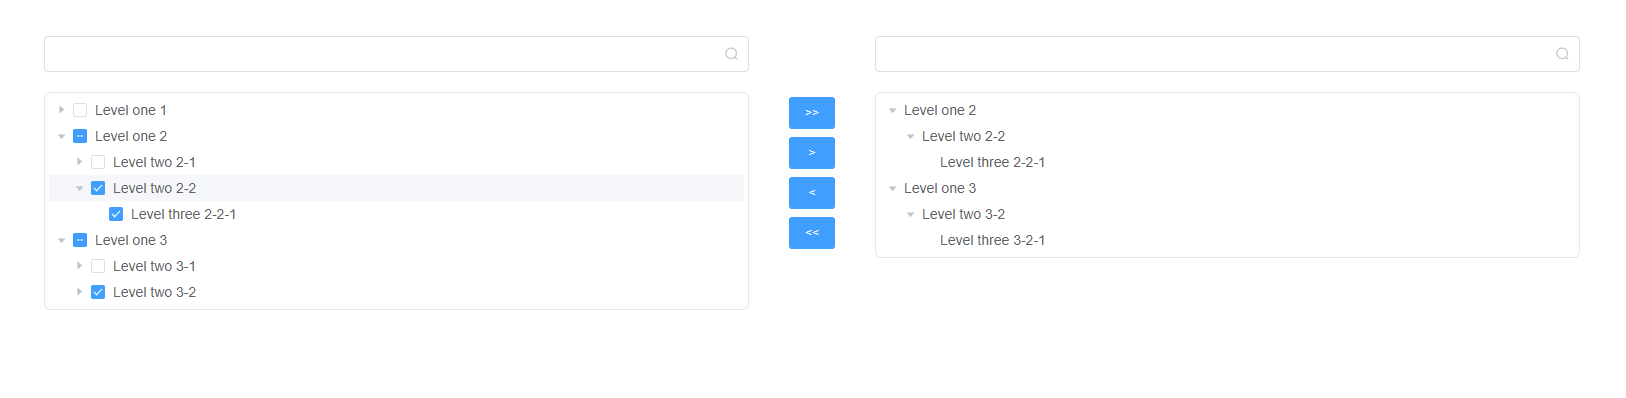 Level one 1
Level one 2
Level two 2-1
Level two 2-2
Level three 2-2-1
Level one 3
Level two 3-1
Level two 3-2
>>
>
<
<<
Level one 2
Level two 2-2
Level three 2-2-1
Level one 3
Level two 3-2
Level three 3-2-1